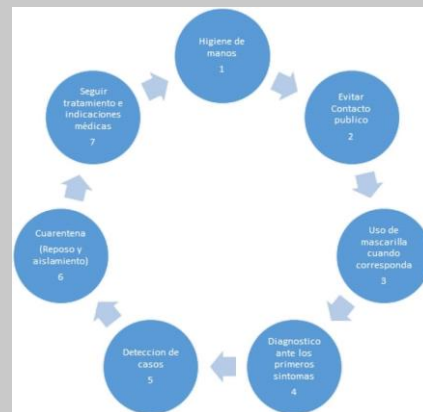 Higiene de
manos
1
Evitar
Contacto
publico
2
Uso de
mascarilla
cuando
corresponda
3
Diagnostico
ante los
primeros
sintomas
4
Deteccion de
casos
5
Cuarentena
(Reposo y
aislamiento)
6
Seguir
tratamiento e
indicaciones
médicas
7